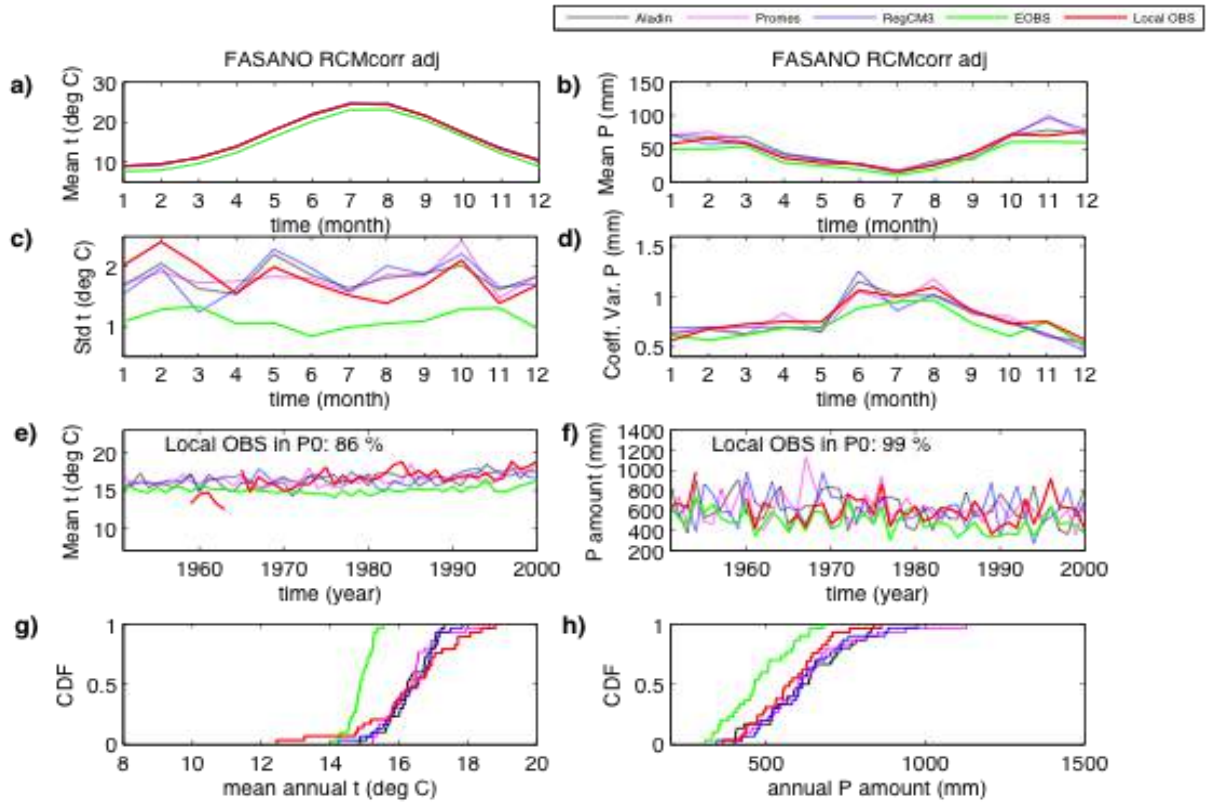 Aladin Promes RegCM3 EOBS Local OBS
FASANO RCMcorr adj
a)
Mean t (deg C)
30
20
10
1 2 3 4 5 6 7 8 9 10 11 12
time (month)
FASANO RCMcorr adj
b)
Mean P (mm)
150
100
50
0
1 2 3 4 5 6 7 8 9 10 11 12
time (month)
c)
Std t (deg C)
2
1
1 2 3 4 5 6 7 8 9 10 11 12
time (month)
d)
Coeff. Var. P (mm)
1.5
1
0.5
1 2 3 4 5 6 7 8 9 10 11 12
time (month)
e)
Local OBS in P0: 86 %
Mean t (deg C)
20
15
10
1960 1970 1980 1990 2000
time (year)
f)
Local OBS in P0: 99 %
P amount (mm)
1400
1200
1000
800
600
400
200
1960 1970 1980 1990 2000
time (year)
g)
CDF
1
0.5
0
8 10 12 14 16 18 20
mean annual t (deg C)
h)
CDF
1
0.5
0
500 1000 1500
annual P amount (mm)